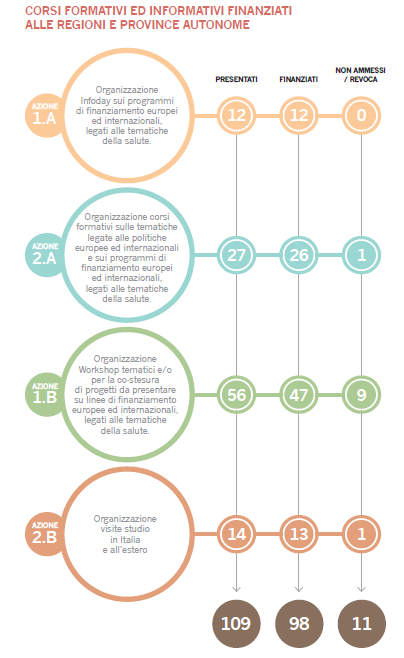 CORSI FORMATIVI ED INFORMATIVI FINANZIATI
ALLE REGIONI E PROVINCE AUTONOME
PRESENTATI
FINANZIATI
NON AMMESSI
/ REVOCA
AZIONE
1.A
Organizzazione
Infoday sui programmi
di finanziamento europei
ed internazionali,
legati alle tematiche
della salute.
12
12
0
AZIONE
2.A
Organizzazione corsi
formativi sulle tematiche
legate alle politiche
europee ed internazionali
e sui programmi di
finanziamento europei
ed internazionali,
legati alle tematiche
della salute.
27
26
1
AZIONE
1.B
Organizzazione
Workshop tematici e/o
per la co-stesura
di progetti da presentare
su linee di finanziamento
europee ed internazionali,
legati alle tematiche
della salute.
56
47
9
AZIONE
2.B
Organizzazione
visite studio
in Italia
e all'estero
14
13
1
109
98
11